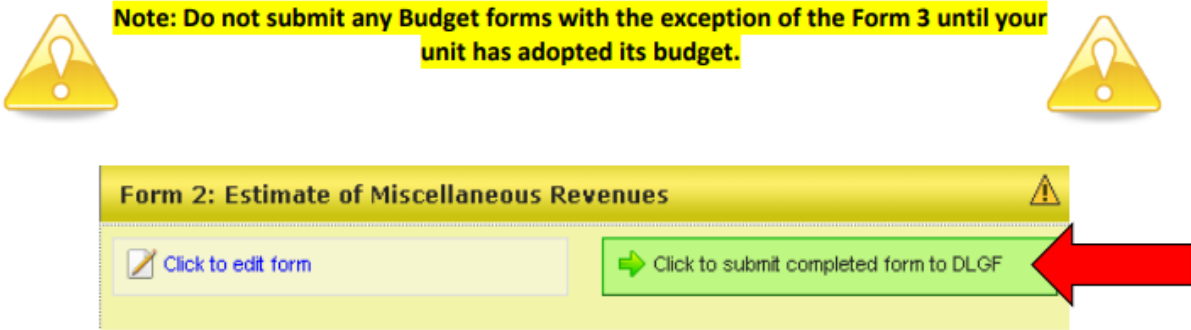 Note: Do not submit any Budget forms with the exception of the Form 3 until your
unit has adopted its budget.
Form 2: Estimate of Miscellaneous Revenues
Click to edit form
Click to submit completed form to DLGF